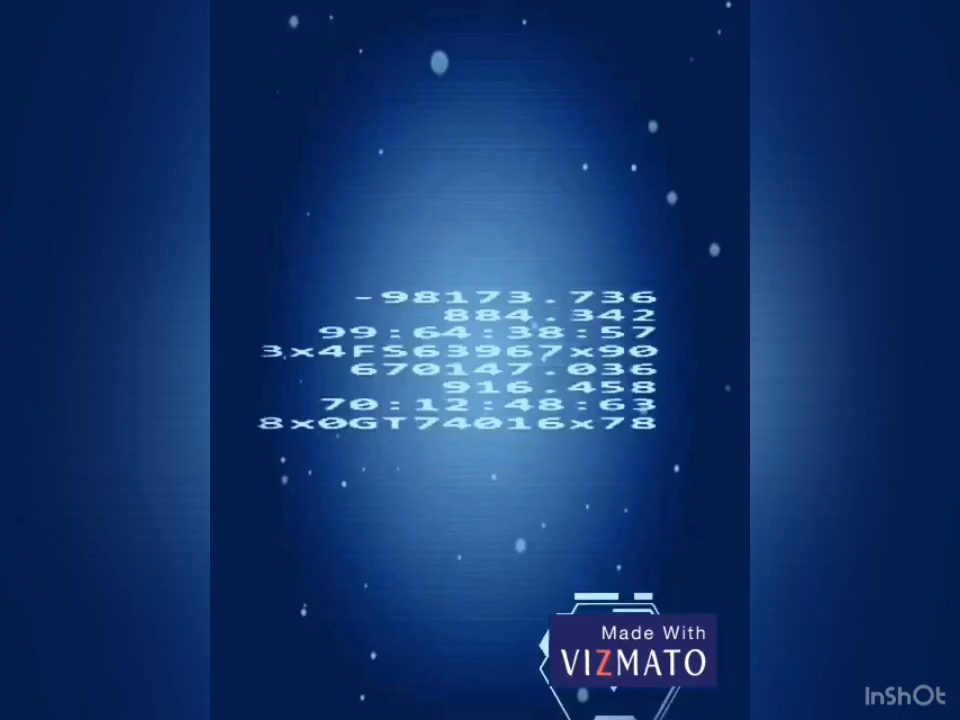 -98173.736
884.342
99:64:38:57
3x4FS63967x90
670147.036
916.458
70:12:48:63
8x0GT74016x78
Made With
VIZMATO
InShOt